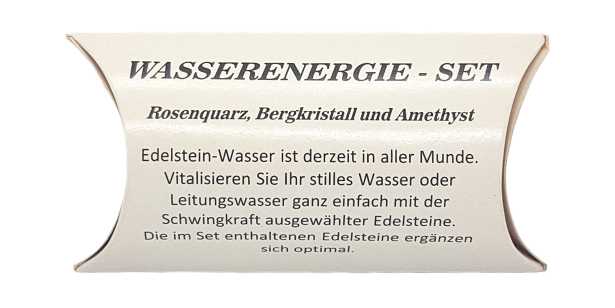 WASSERENERGIE - SET
Rosenquarz, Bergkristall und Amethyst
Edelstein-Wasser ist derzeit in aller Munde.
Vitalisieren Sie Ihr stilles Wasser oder
Leitungswasser ganz einfach mit der
Schwingkraft ausgewählter Edelsteine.
Die im Set enthaltenen Edelsteine ergänzen
sich optimal.